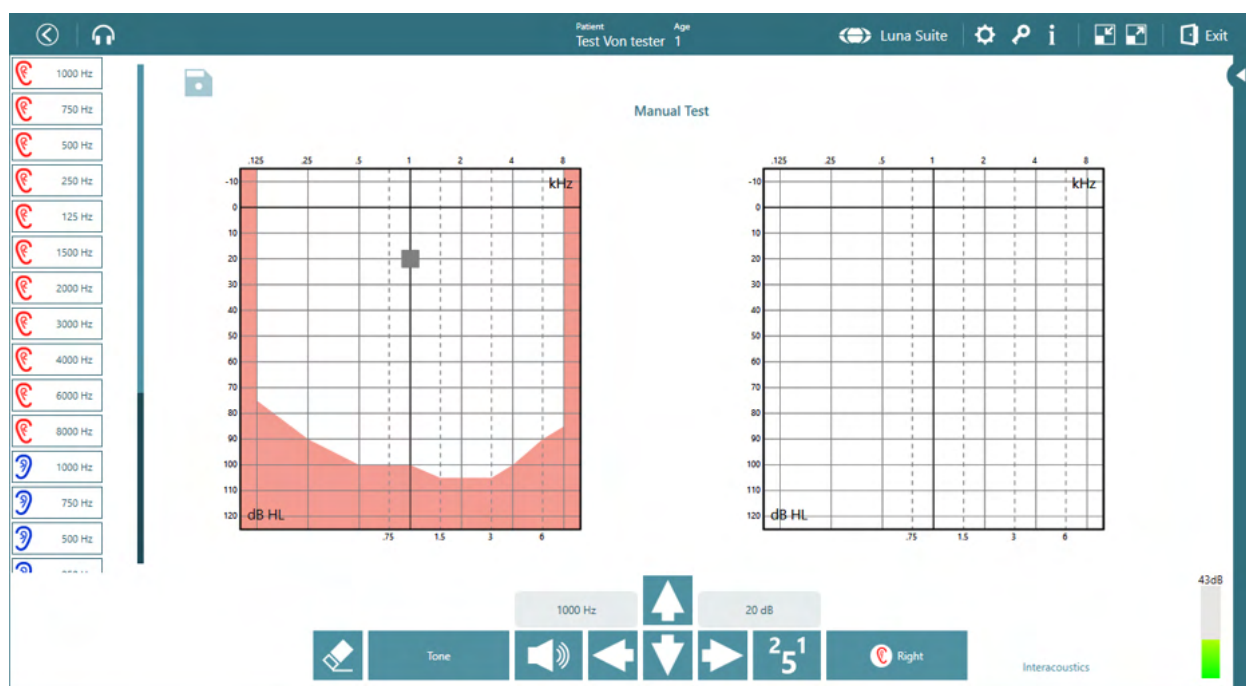 Patient Age
Test Von tester 1
Luna Suite
Exit
1000 Hz
750 Hz
500 Hz
250 Hz
125 Hz
1500 Hz
2000 Hz
3000 Hz
4000 Hz
6000 Hz
8000 Hz
1000 Hz
750 Hz
500 Hz
Manual Test
.125 .25 .5 1 2 4 8
kHz
-10
0
10
20
30
40
50
60
70
80
90
100
110
120
dB HL
.75 1.5 3 6
.125 .25 .5 1 2 4 8
kHz
-10
0
10
20
30
40
50
60
70
80
90
100
110
120
dB HL
.75 1.5 3 6
43dB
1000 Hz 20 dB
Tone
2 5 1
Right
Interacoustics